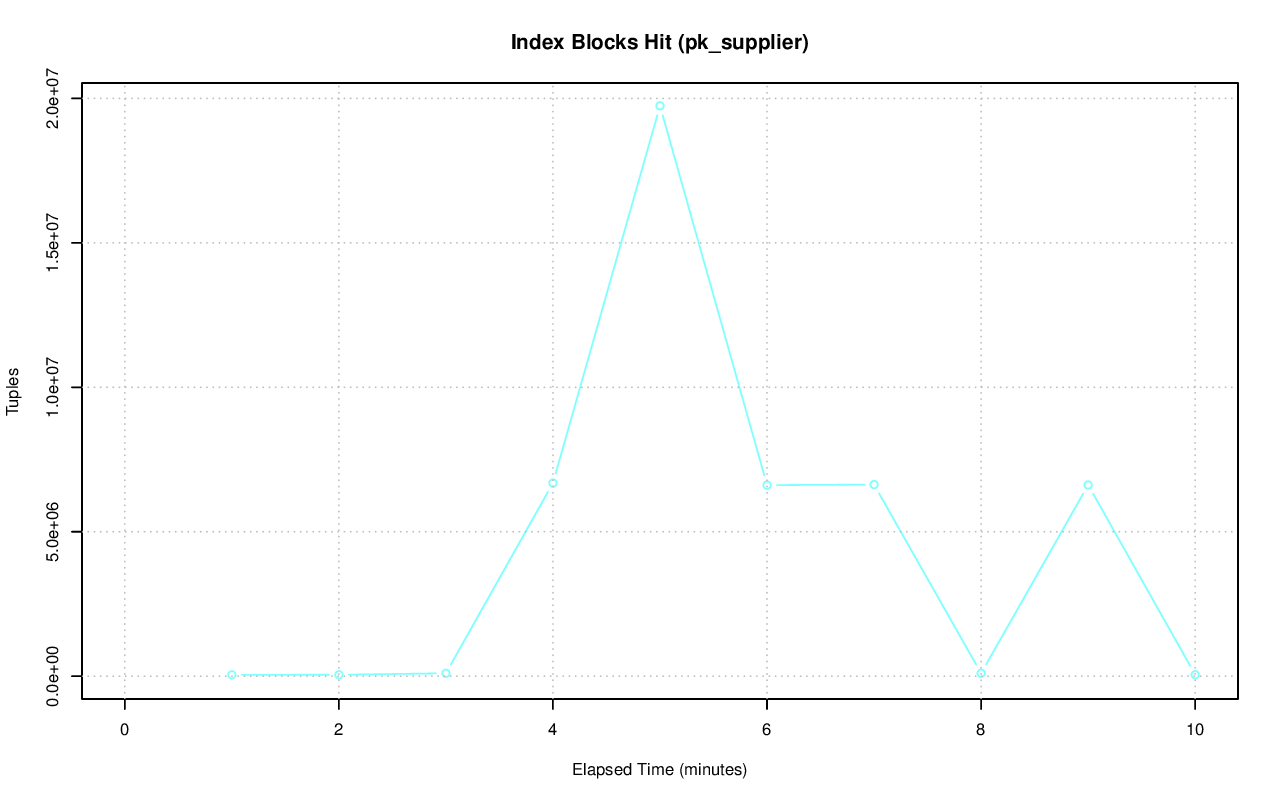 Index Blocks Hit (pk_supplier)
Tuples
2.0e+07
1.5e+07
1.0e+07
5.0e+06
0.0e+00
0 2 4 6 8 10
Elapsed Time (minutes)